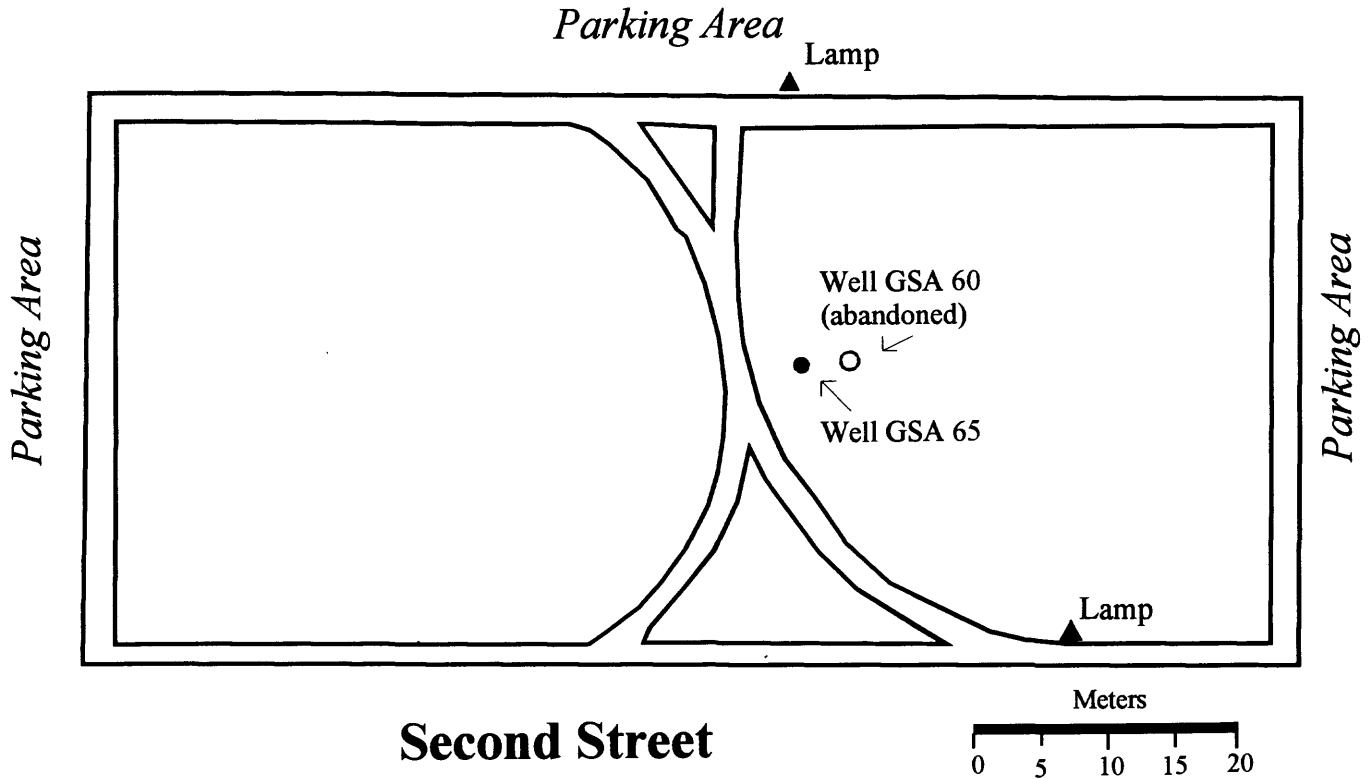 Parking Area
Lamp
Parking Area
Well GSA 60
(abandoned)
Parking Area
Well GSA 65
Lamp
Meters
Second Street
0 5 10 15 20